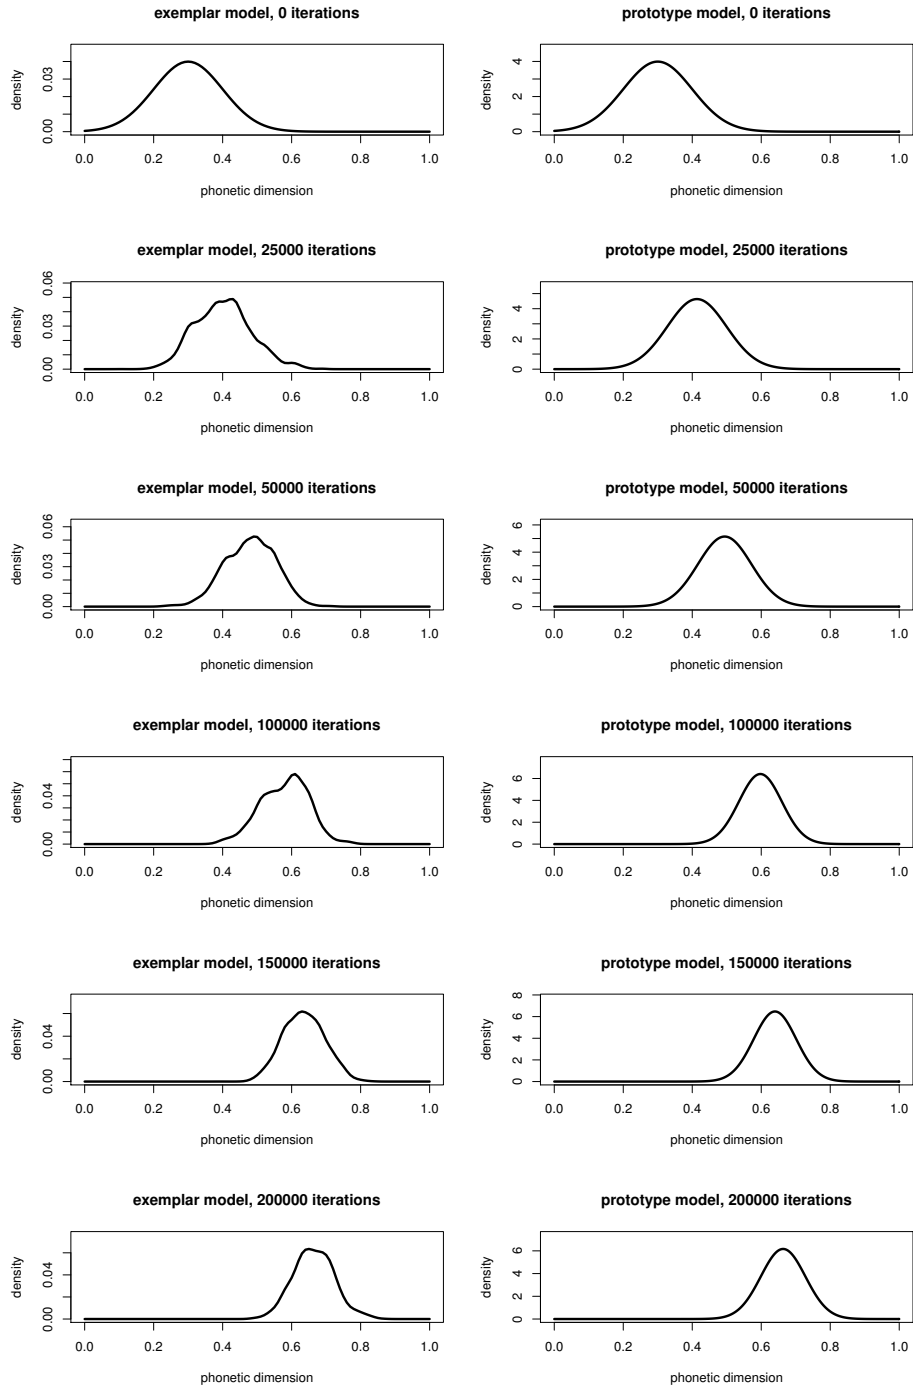 exemplar model, 0 iterations
density
0.00 0.03
0.0 0.2 0.4 0.6 0.8 1.0
phonetic dimension
prototype model, 0 iterations
density
0 2 4
0.0 0.2 0.4 0.6 0.8 1.0
phonetic dimension
exemplar model, 25000 iterations
density
0.00 0.03 0.06
0.0 0.2 0.4 0.6 0.8 1.0
phonetic dimension
prototype model, 25000 iterations
density
0 2 4
0.0 0.2 0.4 0.6 0.8 1.0
phonetic dimension
exemplar model, 50000 iterations
density
0.00 0.03 0.06
0.0 0.2 0.4 0.6 0.8 1.0
phonetic dimension
prototype model, 50000 iterations
density
0 2 4 6
0.0 0.2 0.4 0.6 0.8 1.0
phonetic dimension
exemplar model, 100000 iterations
density
0.00 0.04
0.0 0.2 0.4 0.6 0.8 1.0
phonetic dimension
prototype model, 100000 iterations
density
0 2 4 6
0.0 0.2 0.4 0.6 0.8 1.0
phonetic dimension
exemplar model, 150000 iterations
density
0.00 0.04
0.0 0.2 0.4 0.6 0.8 1.0
phonetic dimension
prototype model, 150000 iterations
density
0 2 4 6 8
0.0 0.2 0.4 0.6 0.8 1.0
phonetic dimension
exemplar model, 200000 iterations
density
0.00 0.04
0.0 0.2 0.4 0.6 0.8 1.0
phonetic dimension
prototype model, 200000 iterations
density
0 2 4 6
0.0 0.2 0.4 0.6 0.8 1.0
phonetic dimension